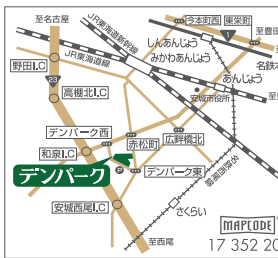 至名古屋
JR東海道新幹線
JR東海道線
今本町西
東栄町
至豊田
1
しんあんじょう
みかわあんじょう
名鉄本
野田I.C
23
高棚北I.C
あんじょう
安城市役所
デンパーク西
和泉I.C
赤松町
広畔橋北
デンパーク
P
デンパーク東
名鉄西尾線
安城西尾I.C
さくらい
至西尾
MAPCODE
17 352 20